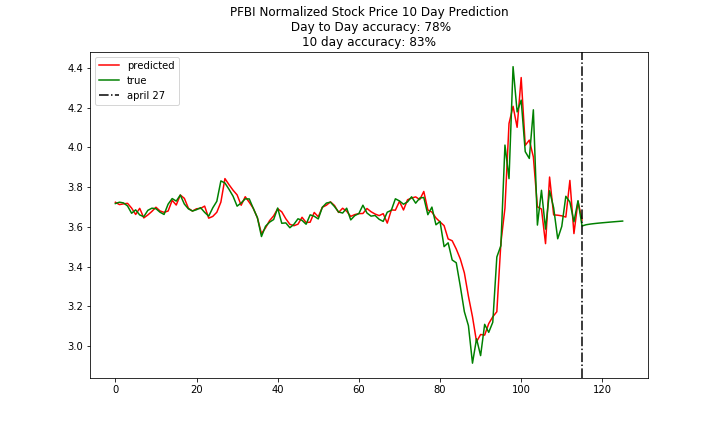 PFBI Normalized Stock Price 10 Day Prediction
Day to Day accuracy: 78%
10 day accuracy: 83%
predicted
true
april 27
4.4
4.2
4.0
3.8
3.6
3.4
3.2
3.0
0 20 40 60 80 100 120